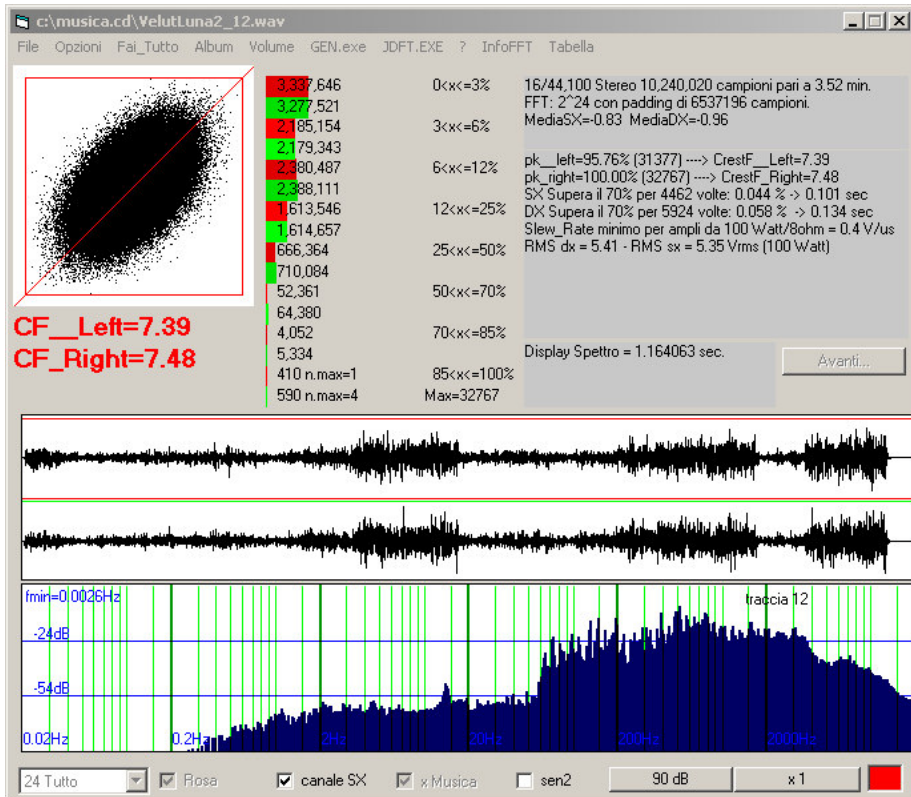 c:\musica.cd\VelutLuna2_12.wav
File Opzioni Fai_Tutto Album Volume GEN.exe JDFT.EXE ? InfoFFT Tabella
3,337,646 0<x<=3%
3,277,521
2,185,154 3<x<=6%
2,179,343
2,380,487 6<x<=12%
2,388,111
1,613,546 12<x<=25%
1,614,657
666,364 25<x<=50%
710,084
52,361 50<x<=70%
64,380
4,052 70<x<=85%
5,334
410 n.max=1 85<x<=100%
590 n.max=4 Max=32767
CF__Left=7.39
CF_Right=7.48
16/44,100 Stereo 10,240,020 campioni pari a 3.52 min.
FFT: 2^24 con padding di 6537196 campioni.
MediaSX=-0.83 MediaDX=-0.96
pk__left=95.76% (31377) ----> CrestF__Left=7.39
pk_right=100.00% (32767) ----> CrestF_Right=7.48
SX Supera il 70% per 4462 volte: 0.044 % -> 0.101 sec
DX Supera il 70% per 5924 volte: 0.058 % -> 0.134 sec
Slew_Rate minimo per ampli da 100 Watt/8ohm = 0.4 V/us
RMS dx = 5.41 - RMS sx = 5.35 Vrms (100 Watt)
Display Spettro = 1.164063 sec.
Avanti...
fmin=0.0026Hz
traccia 12
-24dB
-54dB
0.02Hz 0.2Hz 2Hz 20Hz 200Hz 2000Hz
24 Tutto Rosa canale SX x Musica sen2 90 dB x 1